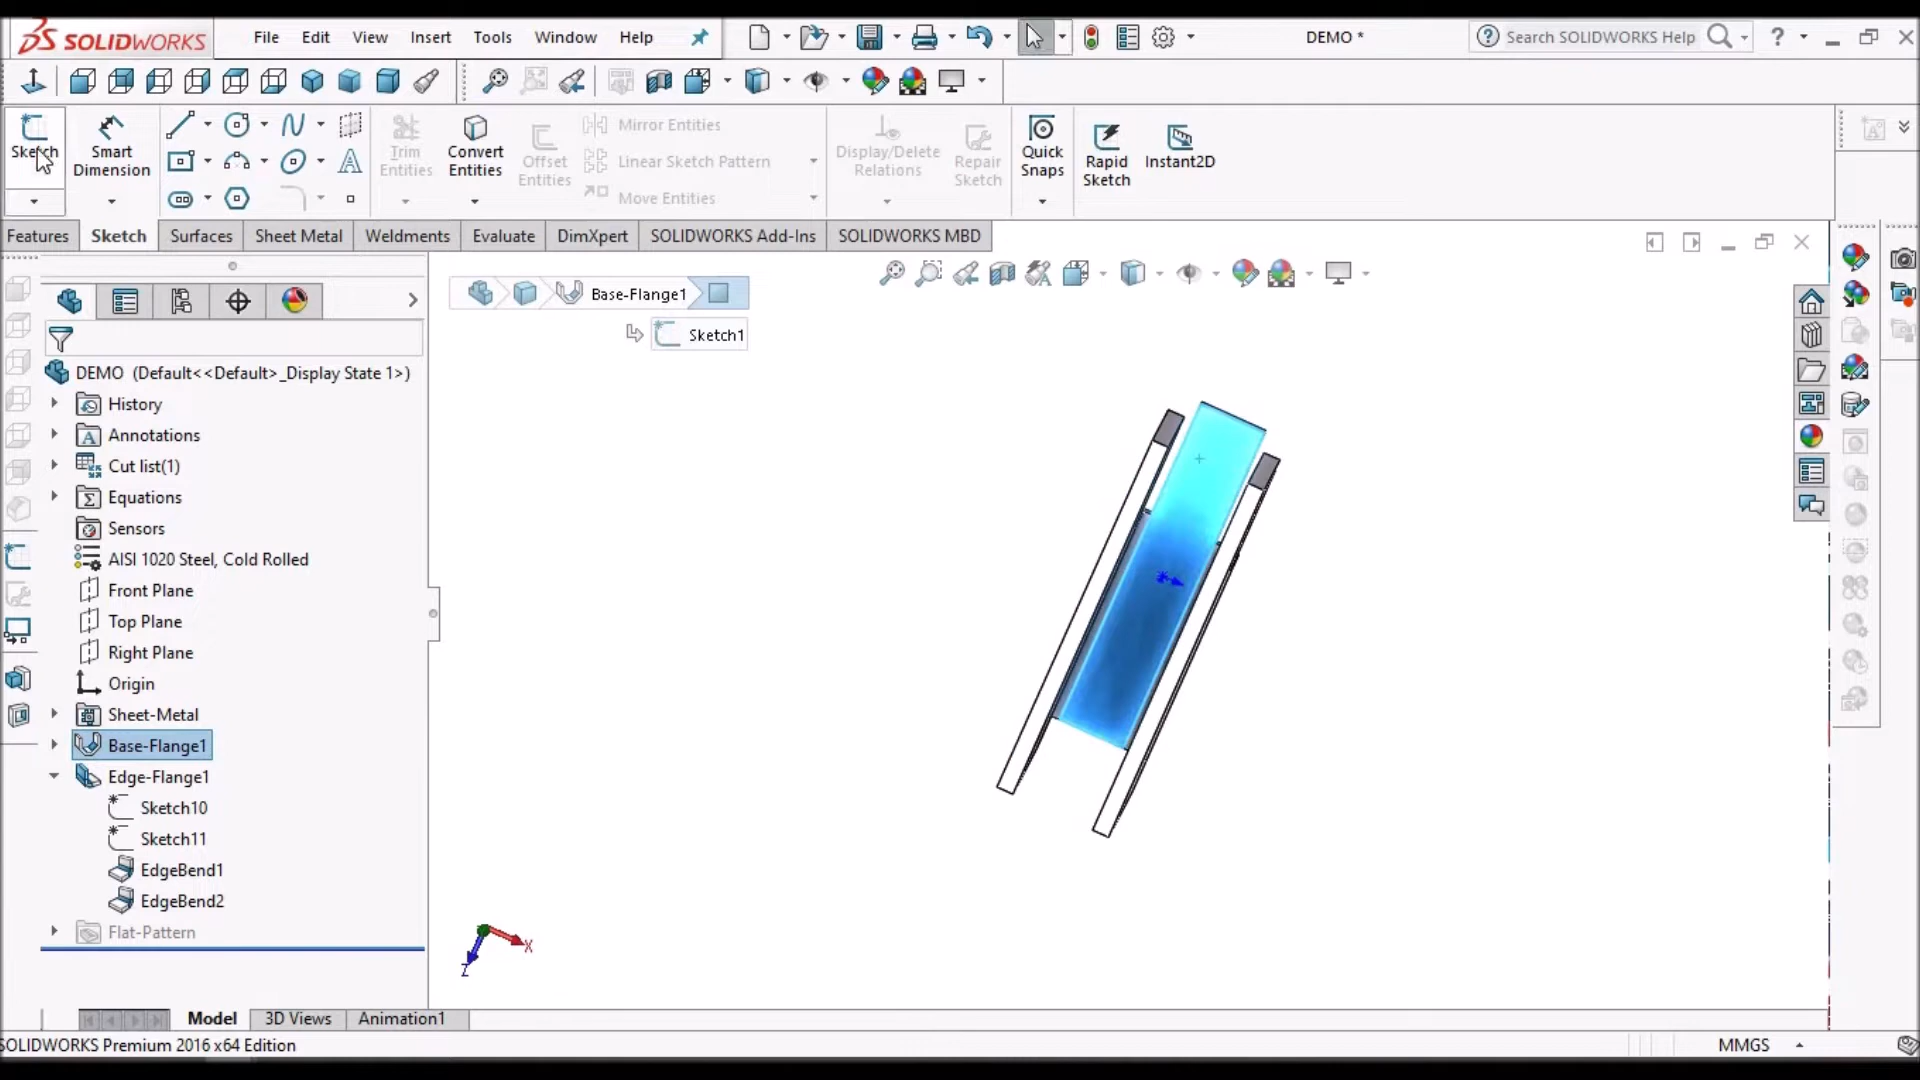 SOLIDWORKS
File Edit View Insert Tools Window Help
DEMO *
Search SOLIDWORKS Help
?
Sketch
Smart Dimension
Trim Entities
Convert Entities
Offset Entities
Mirror Entities
Linear Sketch Pattern
Move Entities
Display/Delete Relations
Repair Sketch
Quick Snaps
Rapid Sketch
Instant2D
Features Sketch Surfaces Sheet Metal Weldments Evaluate DimXpert SOLIDWORKS Add-Ins SOLIDWORKS MBD
Base-Flange1
Sketch1
DEMO (Default<<Default>_Display State 1>)
History
Annotations
Cut list(1)
Equations
Sensors
AISI 1020 Steel, Cold Rolled
Front Plane
Top Plane
Right Plane
Origin
Sheet-Metal
Base-Flange1
Edge-Flange1
Sketch10
Sketch11
EdgeBend1
EdgeBend2
Flat-Pattern
X
Z
Model 3D Views Animation1
SOLIDWORKS Premium 2016 x64 Edition
MMGS